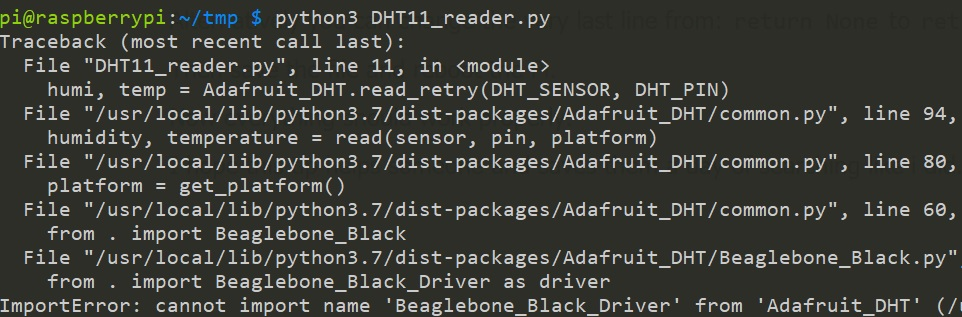 pi@raspberrypi:~/tmp $ python3 DHT11_reader.py
Traceback (most recent call last):
  File "DHT11_reader.py", line 11, in <module>
    humi, temp = Adafruit_DHT.read_retry(DHT_SENSOR, DHT_PIN)
  File "/usr/local/lib/python3.7/dist-packages/Adafruit_DHT/common.py", line 94,
    humidity, temperature = read(sensor, pin, platform)
  File "/usr/local/lib/python3.7/dist-packages/Adafruit_DHT/common.py", line 80,
    platform = get_platform()
  File "/usr/local/lib/python3.7/dist-packages/Adafruit_DHT/common.py", line 60,
    from . import Beaglebone_Black
  File "/usr/local/lib/python3.7/dist-packages/Adafruit_DHT/Beaglebone_Black.py"
    from . import Beaglebone_Black_Driver as driver
ImportError: cannot import name 'Beaglebone_Black_Driver' from 'Adafruit_DHT' (/